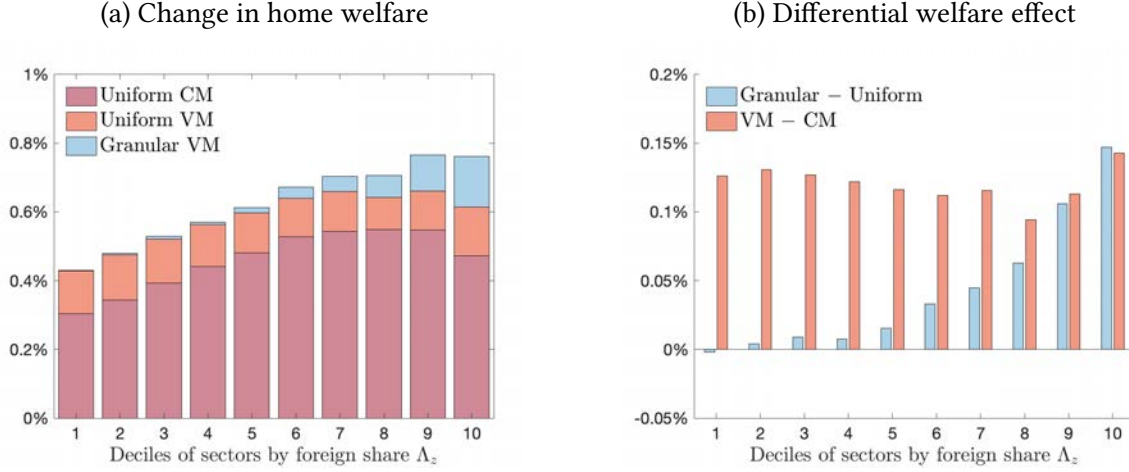 (a) Change in home welfare
1%
0.8%
0.6%
0.4%
0.2%
0%
Uniform CM
Uniform VM
Granular VM
1 2 3 4 5 6 7 8 9 10
Deciles of sectors by foreign share Λz
(b) Differential welfare effect
0.2%
0.15%
0.1%
0.05%
0%
-0.05%
Granular − Uniform
VM − CM
1 2 3 4 5 6 7 8 9 10
Deciles of sectors by foreign share Λz